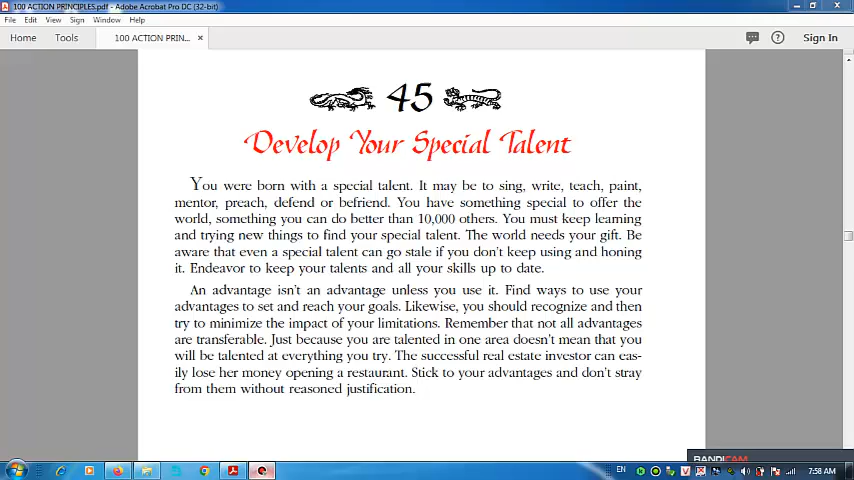 100 ACTION PRINCIPLES.pdf - Adobe Acrobat Pro DC (32-bit)
File Edit View Sign Window Help
Home Tools 100 ACTION PRIN... × Sign In
45
Develop Your Special Talent
You were born with a special talent. It may be to sing, write, teach, paint,
mentor, preach, defend or befriend. You have something special to offer the
world, something you can do better than 10,000 others. You must keep learning
and trying new things to find your special talent. The world needs your gift. Be
aware that even a special talent can go stale if you don't keep using and honing
it. Endeavor to keep your talents and all your skills up to date.
An advantage isn't an advantage unless you use it. Find ways to use your
advantages to set and reach your goals. Likewise, you should recognize and then
try to minimize the impact of your limitations. Remember that not all advantages
are transferable. Just because you are talented in one area doesn't mean that you
will be talented at everything you try. The successful real estate investor can eas-
ily lose her money opening a restaurant. Stick to your advantages and don't stray
from them without reasoned justification.
BANDICAM
EN 7:58 AM